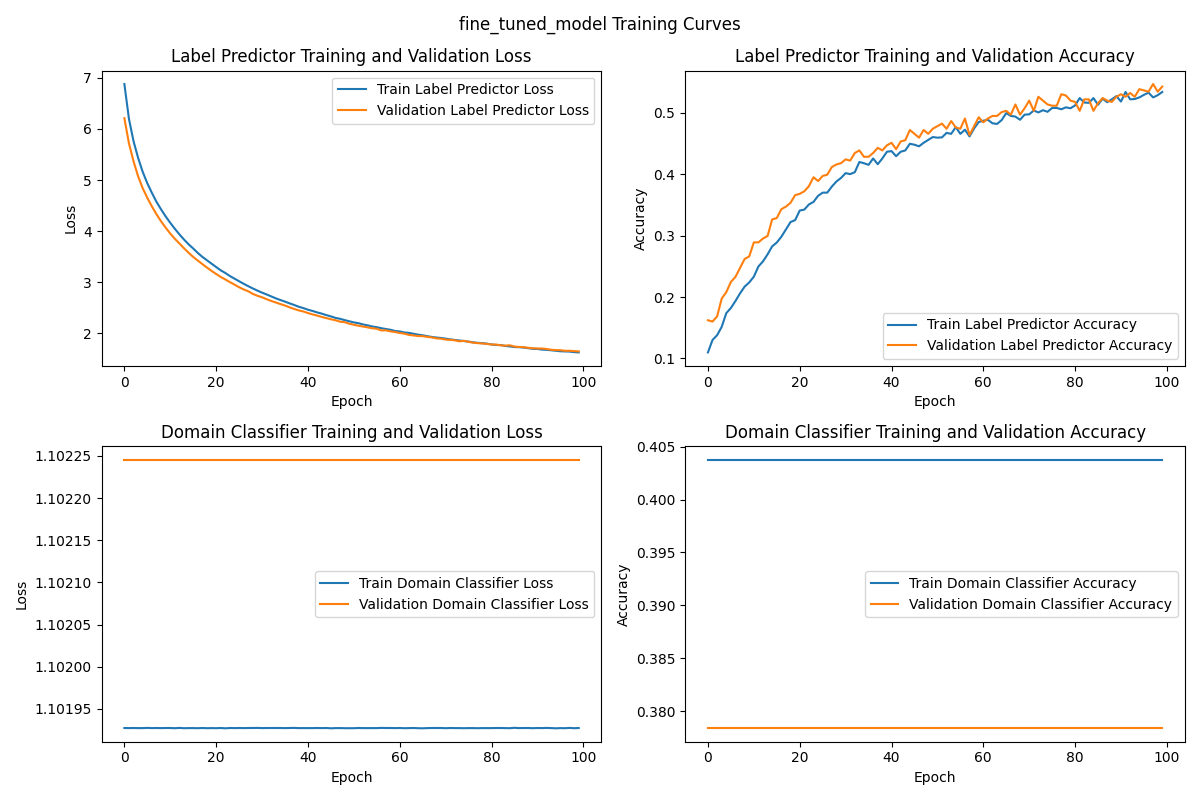 fine_tuned_model Training Curves
Label Predictor Training and Validation Loss
7
6
5
4
3
2
Loss
Train Label Predictor Loss
Validation Label Predictor Loss
0 20 40 60 80 100
Epoch
Label Predictor Training and Validation Accuracy
0.5
0.4
0.3
0.2
0.1
Accuracy
Train Label Predictor Accuracy
Validation Label Predictor Accuracy
0 20 40 60 80 100
Epoch
Domain Classifier Training and Validation Loss
1.10225
1.10220
1.10215
1.10210
1.10205
1.10200
1.10195
Loss
Train Domain Classifier Loss
Validation Domain Classifier Loss
0 20 40 60 80 100
Epoch
Domain Classifier Training and Validation Accuracy
0.405
0.400
0.395
0.390
0.385
0.380
Accuracy
Train Domain Classifier Accuracy
Validation Domain Classifier Accuracy
0 20 40 60 80 100
Epoch